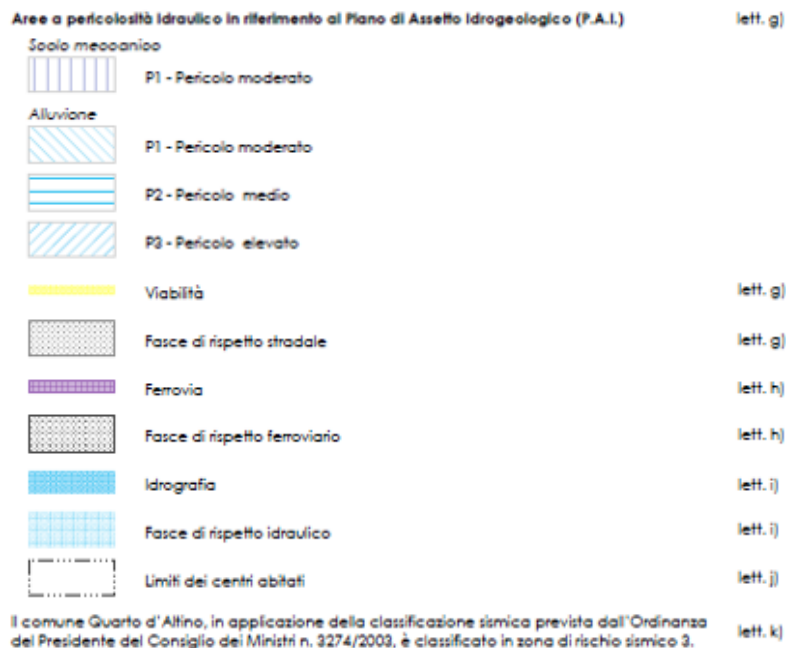 Aree a pericolosità Idraulico in riferimento al Piano di Assetto Idrogeologico (P.A.I.) lett. g)
Scolo meccanico
P1 - Pericolo moderato
Alluvione
P1 - Pericolo moderato
P2 - Pericolo medio
P3 - Pericolo elevato
Viabilità lett. g)
Fasce di rispetto stradale lett. g)
Ferrovia lett. h)
Fasce di rispetto ferroviario lett. h)
Idrografia lett. i)
Fasce di rispetto idraulico lett. i)
Limiti dei centri abitati lett. j)
Il comune Quarto d'Altino, in applicazione della classificazione sismica prevista dall'Ordinanza
del Presidente del Consiglio dei Ministri n. 3274/2003, è classificato in zona di rischio sismico 3. lett. k)